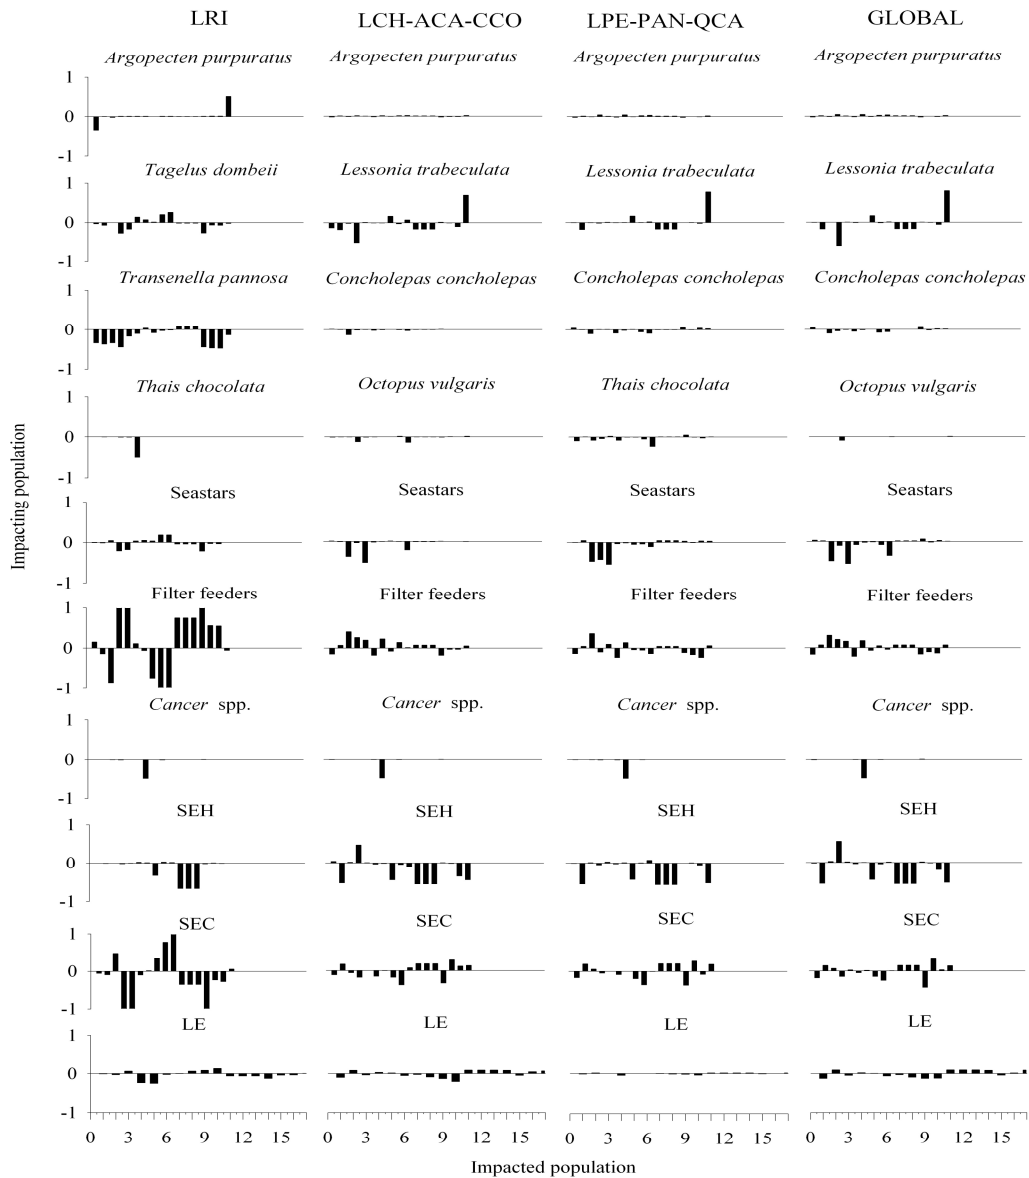 LRI LCH-ACA-CCO LPE-PAN-QCA GLOBAL
Argopecten purpuratus Argopecten purpuratus Argopecten purpuratus Argopecten purpuratus
1
0
-1
Tagelus dombeii Lessonia trabeculata Lessonia trabeculata Lessonia trabeculata
1
0
-1
Transenella pannosa Concholepas concholepas Concholepas concholepas Concholepas concholepas
1
0
-1
Thais chocolata Octopus vulgaris Thais chocolata Octopus vulgaris
1
0
-1
Seastars Seastars Seastars Seastars
1
0
-1
Filter feeders Filter feeders Filter feeders Filter feeders
1
0
-1
Cancer spp. Cancer spp. Cancer spp. Cancer spp.
1
0
-1
SEH SEH SEH SEH
1
0
-1
SEC SEC SEC SEC
1
0
-1
LE LE LE LE
1
0
-1
0 3 6 9 12 15 0 3 6 9 12 15 0 3 6 9 12 15 0 3 6 9 12 15
Impacted population
Impacting population